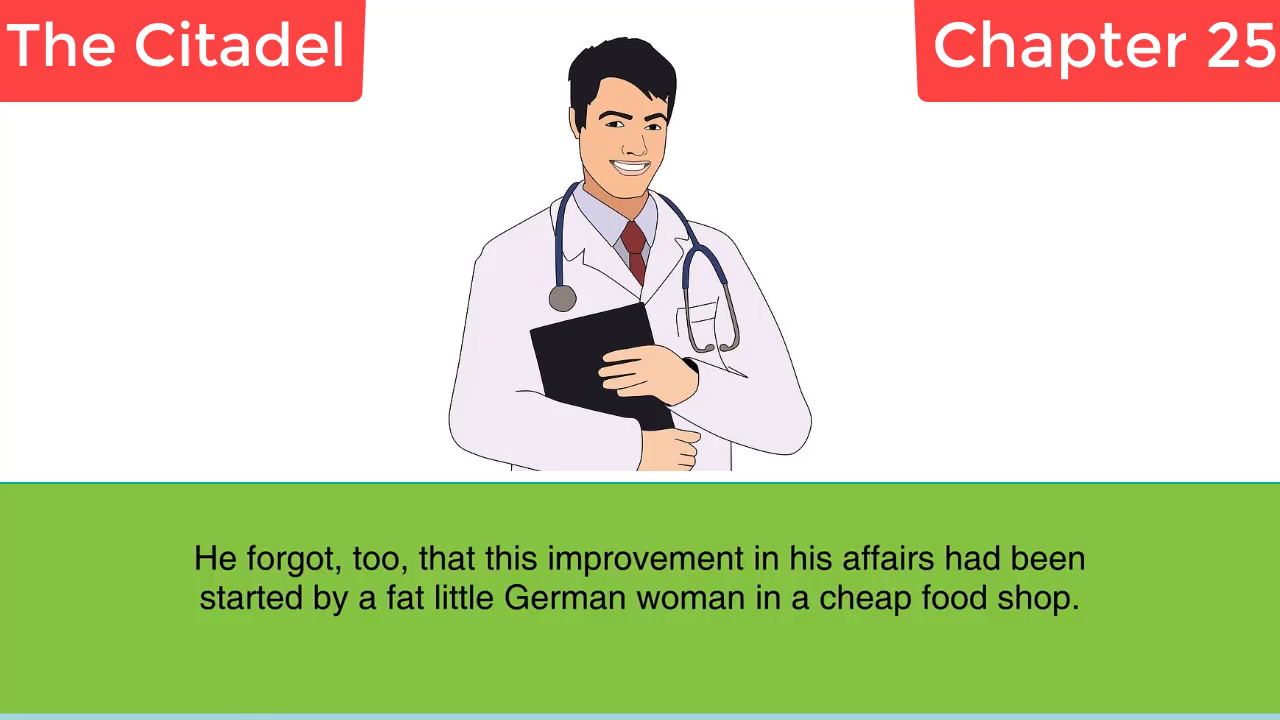 The Citadel
Chapter 25
He forgot, too, that this improvement in his affairs had been
started by a fat little German woman in a cheap food shop.